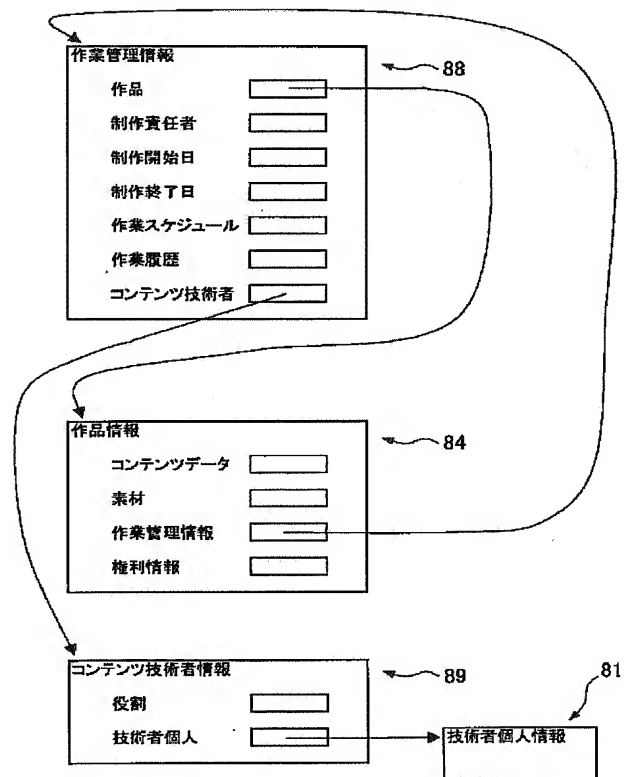 作業管理情報
88
作品
制作責任者
制作開始日
制作終了日
作業スケジュール
作業履歴
コンテンツ技術者
作品情報
84
コンテンツデータ
素材
作業管理情報
権利情報
コンテンツ技術者情報
89
役割
技術者個人
81
技術者個人情報